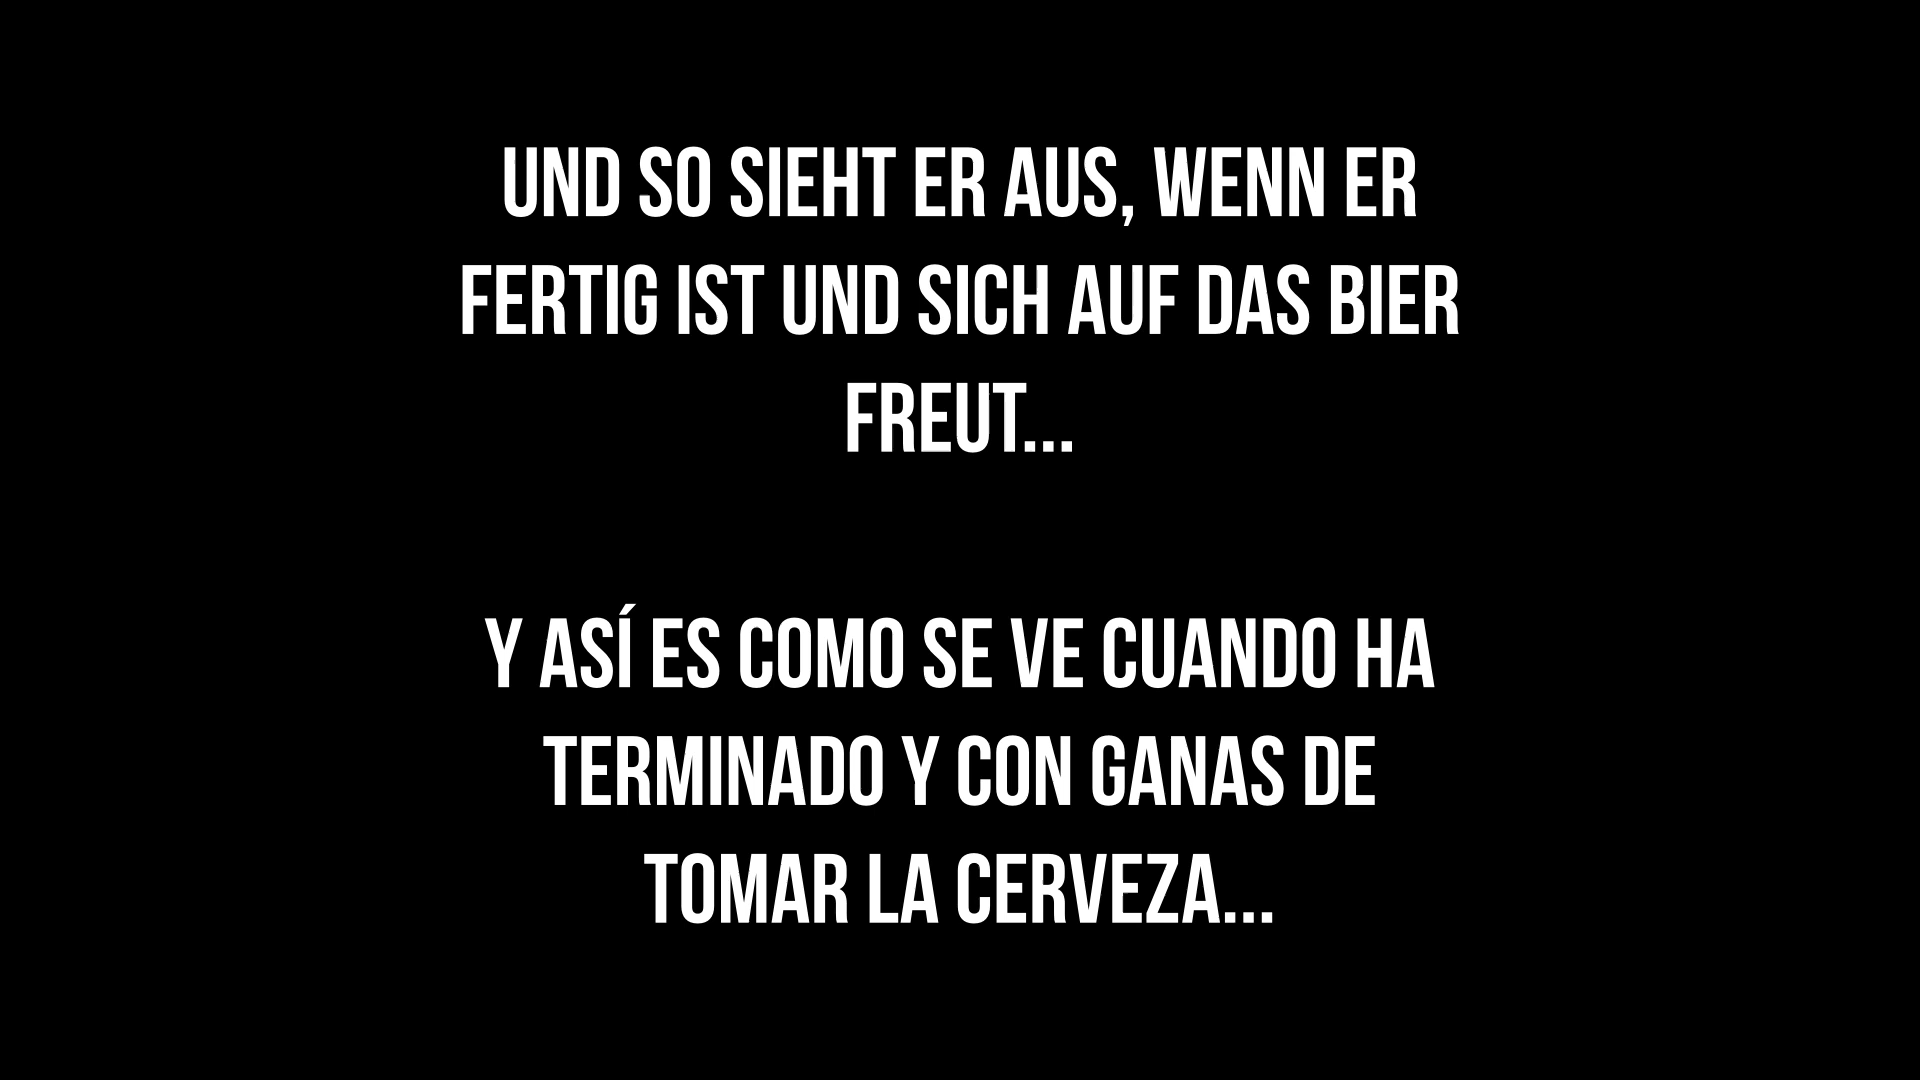 UND SO SIEHT ER AUS, WENN ER
FERTIG IST UND SICH AUF DAS BIER
FREUT...
Y ASÍ ES COMO SE VE CUANDO HA
TERMINADO Y CON GANAS DE
TOMAR LA CERVEZA...